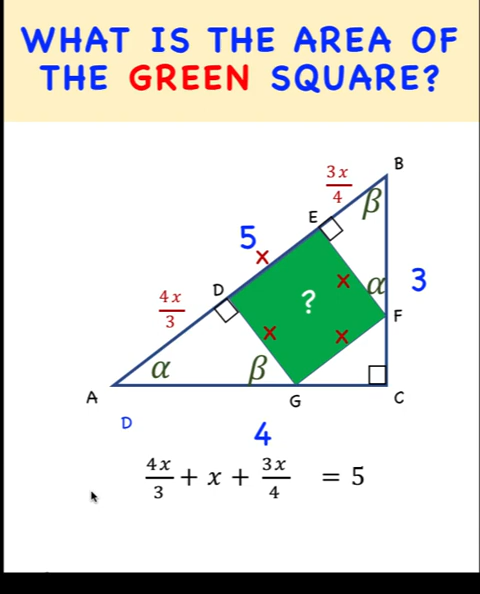 WHAT IS THE AREA OF
THE GREEN SQUARE?
B
3x/4
β
E
5
x
D
x
α
3
4x/3
?
F
x
x
α
β
A
G
C
D
4
4x/3 + x + 3x/4 = 5